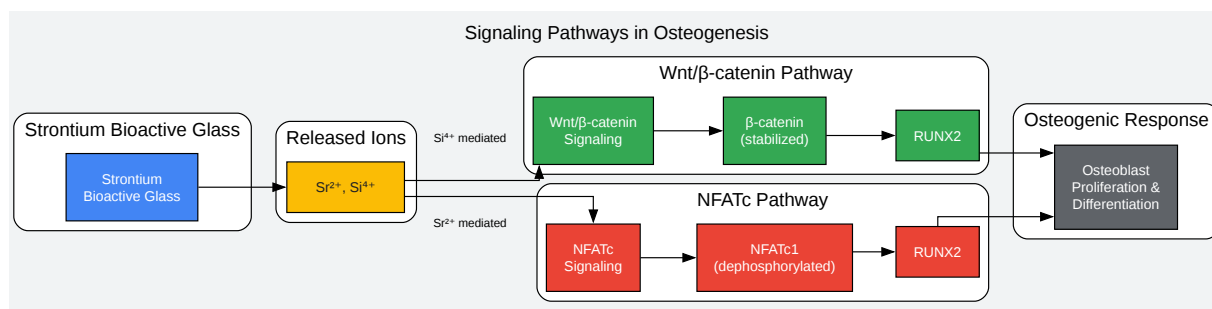 Signaling Pathways in Osteogenesis
Strontium Bioactive Glass
Strontium
Bioactive Glass
Released Ions
Sr²⁺, Si⁴⁺
Si⁴⁺ mediated
Sr²⁺ mediated
Wnt/β-catenin Pathway
Wnt/β-catenin
Signaling
β-catenin
(stabilized)
RUNX2
NFATc Pathway
NFATc
Signaling
NFATc1
(dephosphorylated)
RUNX2
Osteogenic Response
Osteoblast
Proliferation &
Differentiation